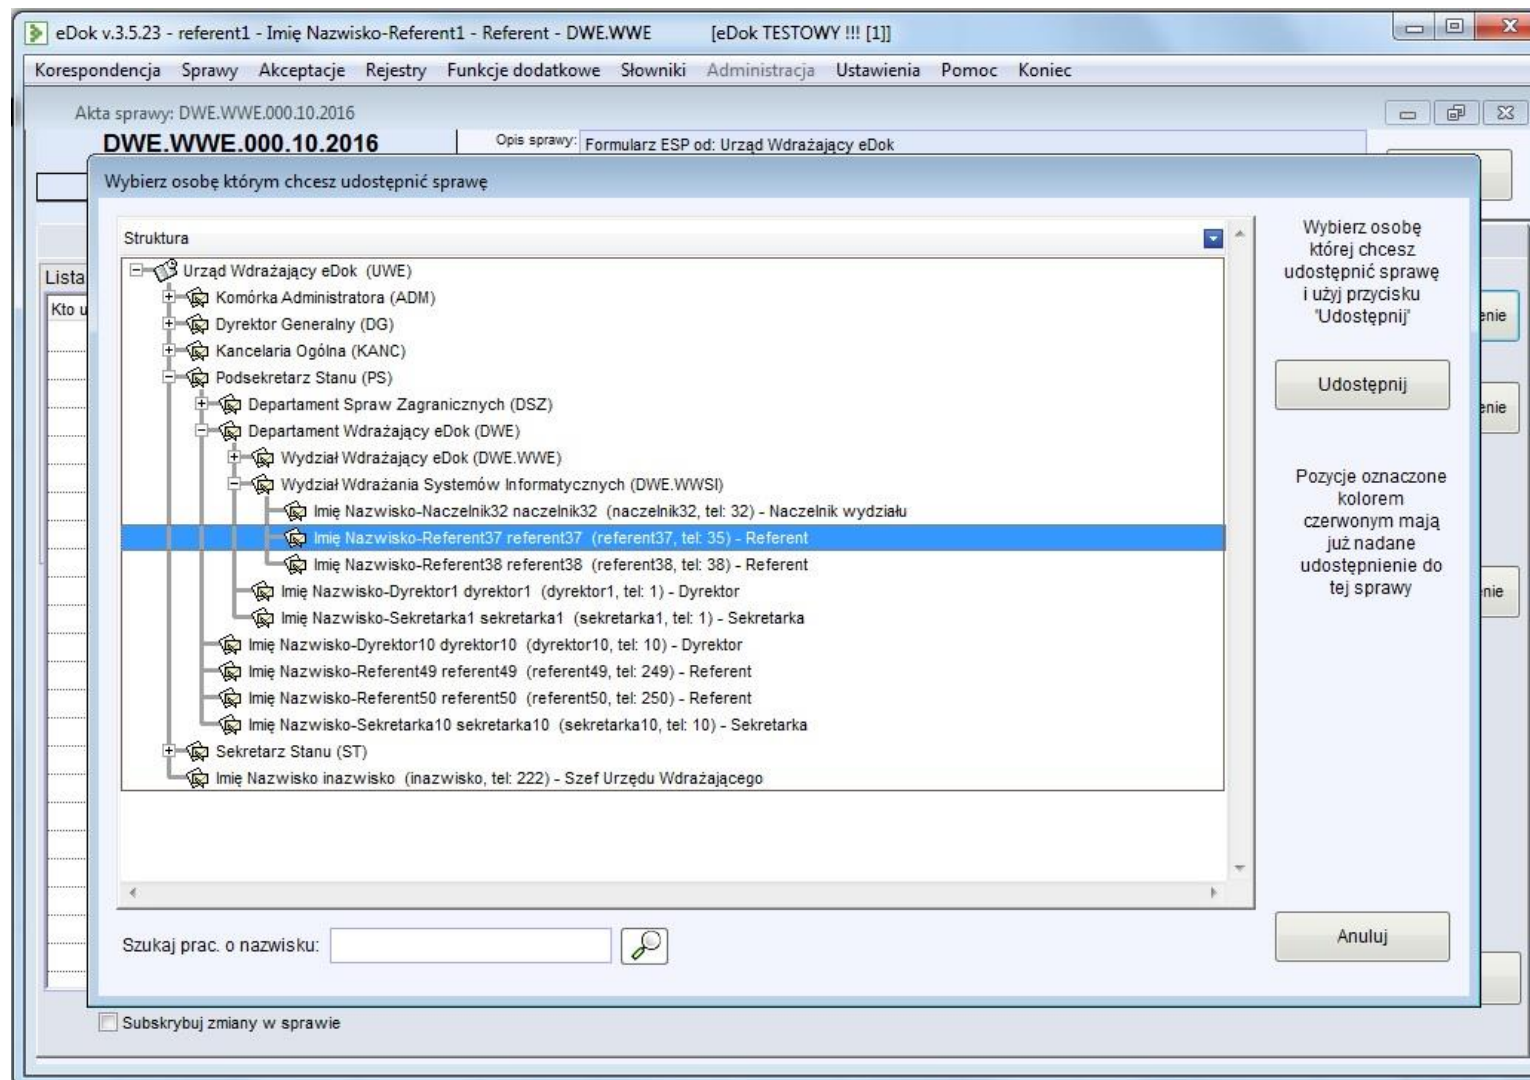 eDok v.3.5.23 - referent1 - Imię Nazwisko-Referent1 - Referent - DWE.WWE [eDok TESTOWY !!! [1]]
Korespondencja Sprawy Akceptacje Rejestry Funkcje dodatkowe Słowniki Administracja Ustawienia Pomoc Koniec
Akta sprawy: DWE.WWE.000.10.2016
DWE.WWE.000.10.2016
Opis sprawy: Formularz ESP od: Urząd Wdrażający eDok
Wybierz osobę którym chcesz udostępnić sprawę
Lista
Kto u
Struktura
Urząd Wdrażający eDok (UWE)
Komórka Administratora (ADM)
Dyrektor Generalny (DG)
Kancelaria Ogólna (KANC)
Podsekretarz Stanu (PS)
Departament Spraw Zagranicznych (DSZ)
Departament Wdrażający eDok (DWE)
Wydział Wdrażający eDok (DWE.WWE)
Wydział Wdrażania Systemów Informatycznych (DWE.WWSI)
Imię Nazwisko-Naczelnik32 naczelnik32 (naczelnik32, tel: 32) - Naczelnik wydziału
Imię Nazwisko-Referent37 referent37 (referent37, tel: 35) - Referent
Imię Nazwisko-Referent38 referent38 (referent38, tel: 38) - Referent
Imię Nazwisko-Dyrektor1 dyrektor1 (dyrektor1, tel: 1) - Dyrektor
Imię Nazwisko-Sekretarka1 sekretarka1 (sekretarka1, tel: 1) - Sekretarka
Imię Nazwisko-Dyrektor10 dyrektor10 (dyrektor10, tel: 10) - Dyrektor
Imię Nazwisko-Referent49 referent49 (referent49, tel: 249) - Referent
Imię Nazwisko-Referent50 referent50 (referent50, tel: 250) - Referent
Imię Nazwisko-Sekretarka10 sekretarka10 (sekretarka10, tel: 10) - Sekretarka
Sekretarz Stanu (ST)
Imię Nazwisko inazwisko (inazwisko, tel: 222) - Szef Urzędu Wdrażającego
Wybierz osobę
której chcesz
udostępnić sprawę
i użyj przycisku
'Udostępnij'
Udostępnij
Pozycje oznaczone
kolorem
czerwonym mają
już nadane
udostępnienie do
tej sprawy
enie
enie
nie
Szukaj prac. o nazwisku:
Anuluj
Subskrybuj zmiany w sprawie